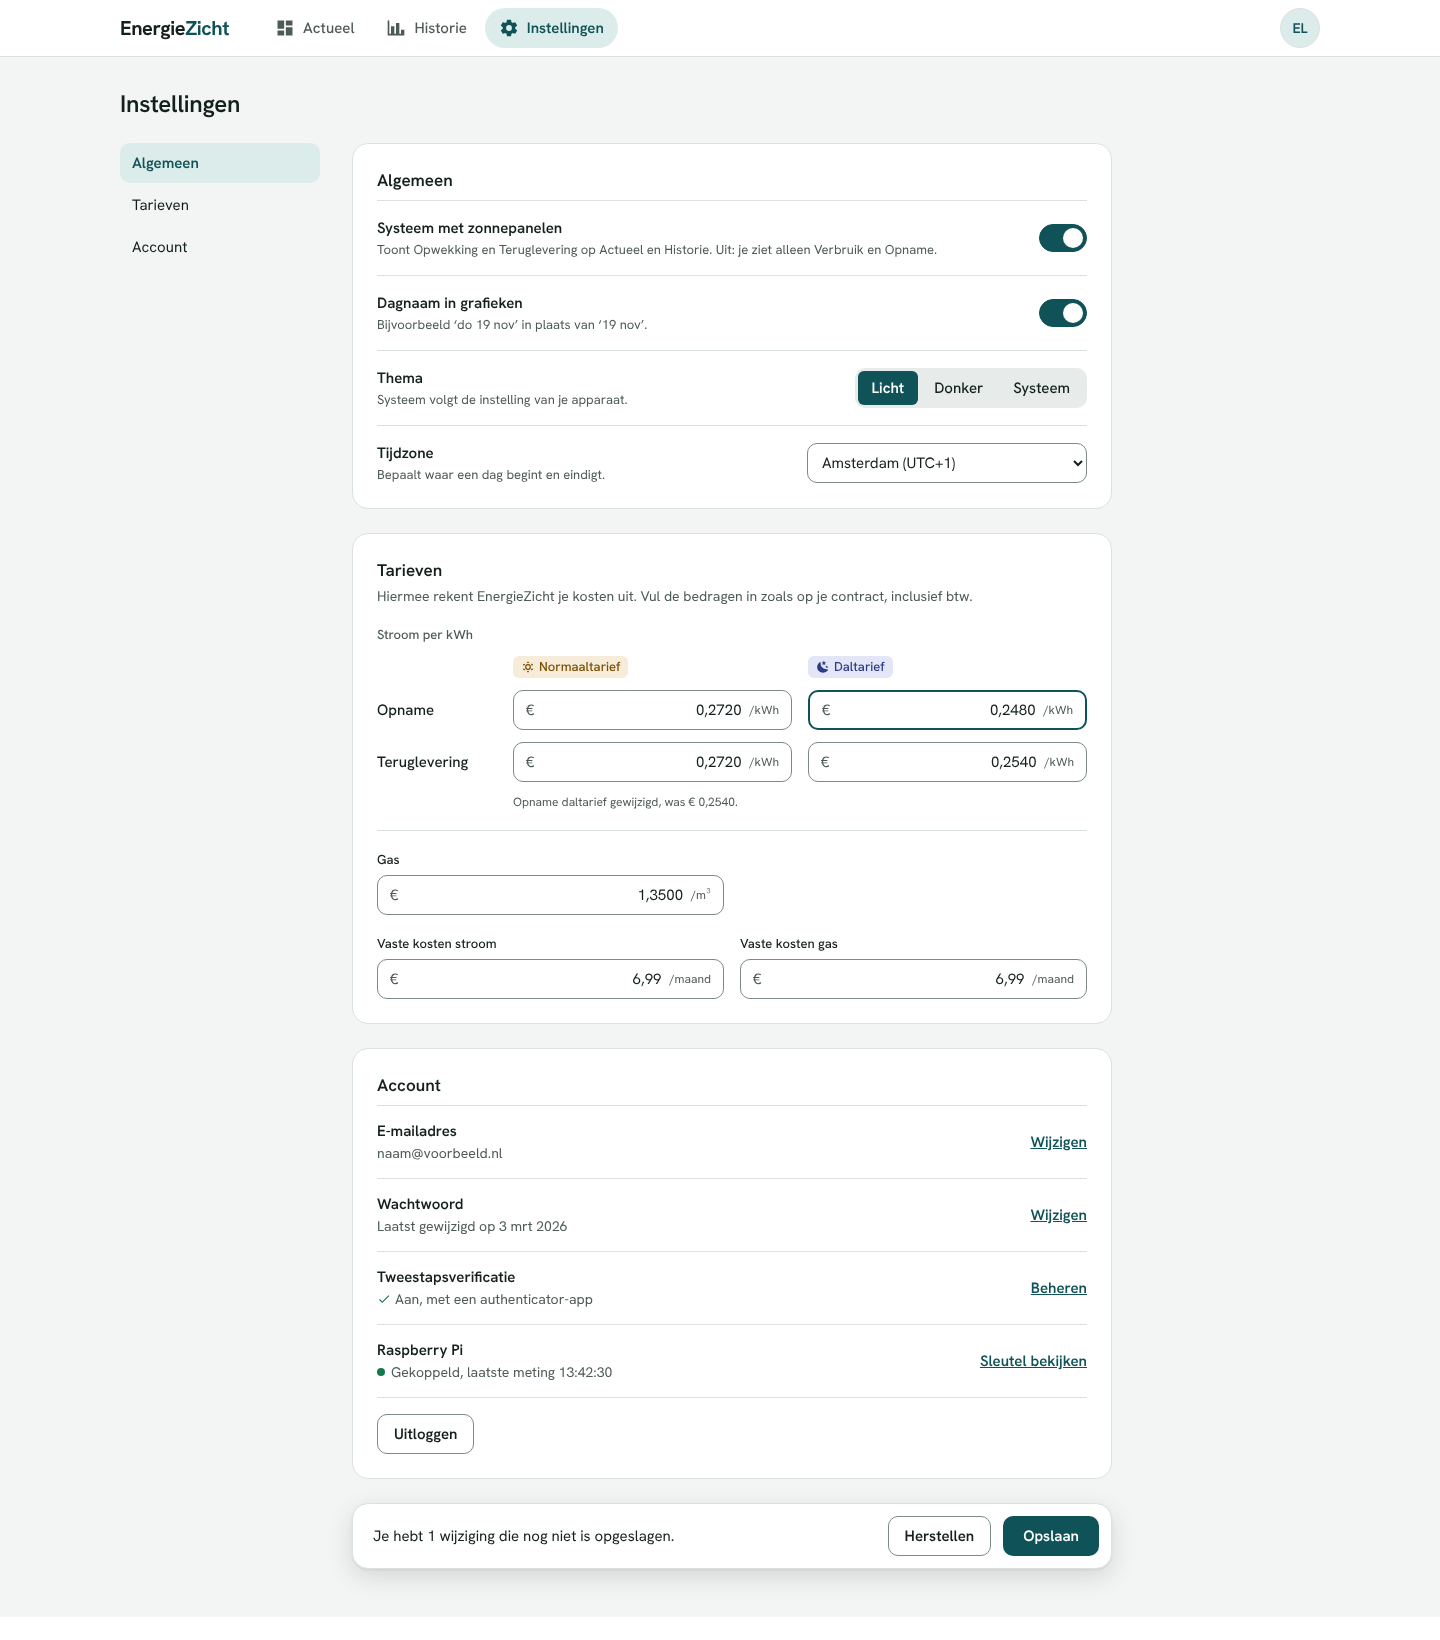 EnergieZicht
Actueel
Historie
Instellingen
EL
Instellingen
Algemeen
Tarieven
Account
Algemeen
Systeem met zonnepanelen
Toont Opwekking en Teruglevering op Actueel en Historie. Uit: je ziet alleen Verbruik en Opname.
Dagnaam in grafieken
Bijvoorbeeld ‘do 19 nov’ in plaats van ‘19 nov’.
Thema
Systeem volgt de instelling van je apparaat.
Licht Donker Systeem
Tijdzone
Bepaalt waar een dag begint en eindigt.
Amsterdam (UTC+1)
Tarieven
Hiermee rekent EnergieZicht je kosten uit. Vul de bedragen in zoals op je contract, inclusief btw.
Stroom per kWh
Normaaltarief Daltarief
Opname € 0,2720 /kWh € 0,2480 /kWh
Teruglevering € 0,2720 /kWh € 0,2540 /kWh
Opname daltarief gewijzigd, was € 0,2540.
Gas
€ 1,3500 /m³
Vaste kosten stroom Vaste kosten gas
€ 6,99 /maand € 6,99 /maand
Account
E-mailadres
naam@voorbeeld.nl
Wijzigen
Wachtwoord
Laatst gewijzigd op 3 mrt 2026
Wijzigen
Tweestapsverificatie
Aan, met een authenticator-app
Beheren
Raspberry Pi
Gekoppeld, laatste meting 13:42:30
Sleutel bekijken
Uitloggen
Je hebt 1 wijziging die nog niet is opgeslagen.
Herstellen
Opslaan